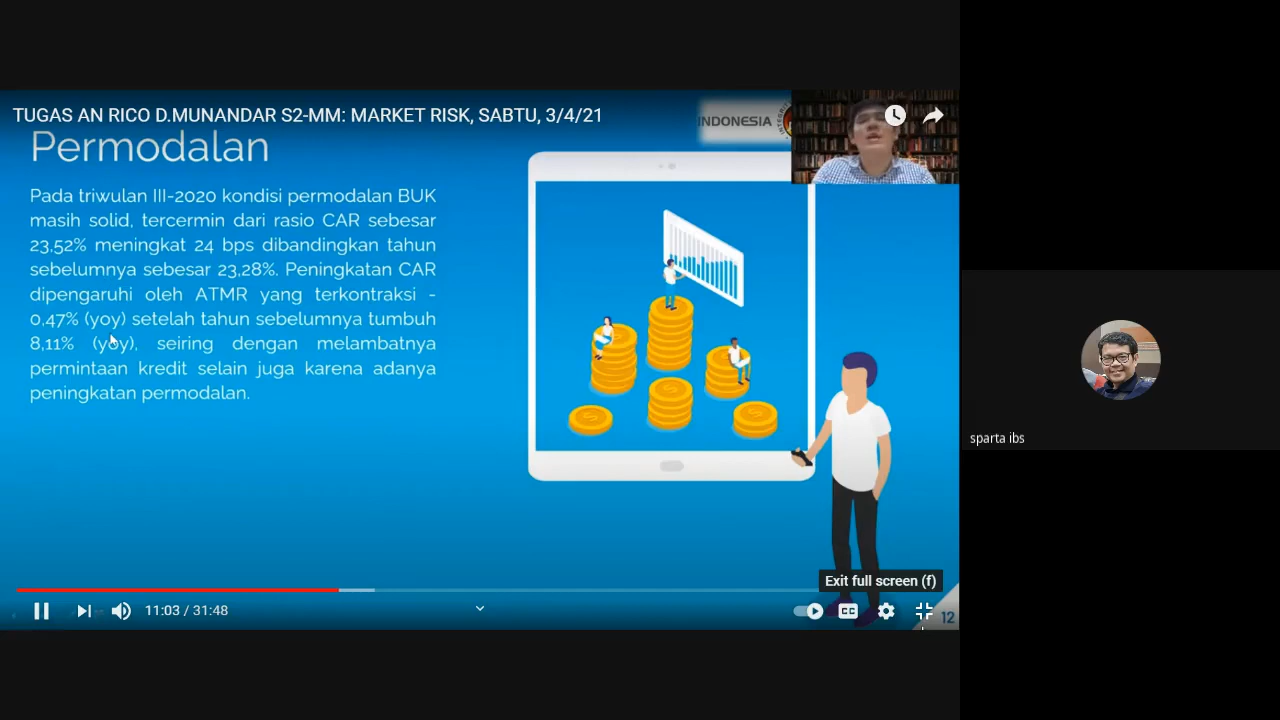 TUGAS AN RICO D.MUNANDAR S2-MM: MARKET RISK, SABTU, 3/4/21
INDONESIA
Permodalan
Pada triwulan III-2020 kondisi permodalan BUK
masih solid, tercermin dari rasio CAR sebesar
23,52% meningkat 24 bps dibandingkan tahun
sebelumnya sebesar 23,28%. Peningkatan CAR
dipengaruhi oleh ATMR yang terkontraksi -
0,47% (yoy) setelah tahun sebelumnya tumbuh
8,11% (yoy), seiring dengan melambatnya
permintaan kredit selain juga karena adanya
peningkatan permodalan.
sparta ibs
Exit full screen (f)
11:03 / 31:48
CC
12